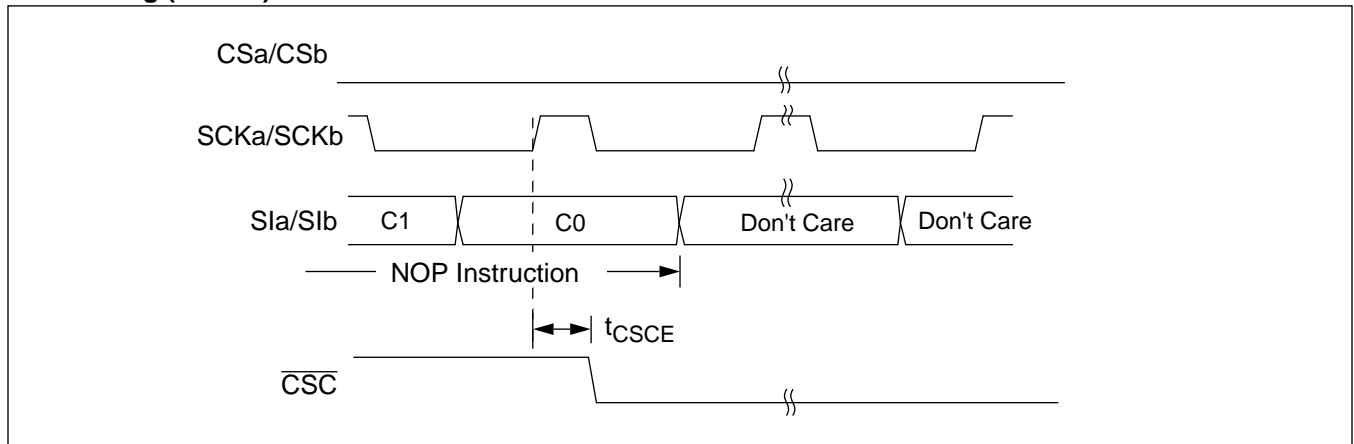 CSa/CSb
SCKa/SCKb
SIa/SIb C1 C0 Don't Care Don't Care
NOP Instruction
tCSCE
CSC